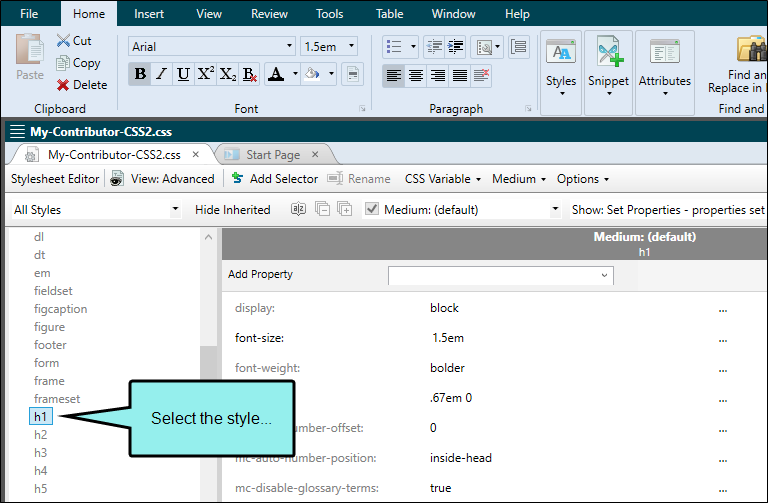 File Home Insert View Review Tools Table Window Help
Paste Cut Copy Delete
Clipboard
Arial 1.5em
B I U X² X₂ B A
Font
Paragraph
Styles Snippet Attributes
Find and
Replace in
Find and
My-Contributor-CSS2.css
My-Contributor-CSS2.css Start Page
Stylesheet Editor View: Advanced Add Selector Rename CSS Variable Medium Options
All Styles Hide Inherited Medium: (default) Show: Set Properties - properties set
dl
dt
em
fieldset
figcaption
figure
footer
form
frame
frameset
h1
h2
h3
h4
h5
Select the style...
Medium: (default)
h1
Add Property
display: block ...
font-size: 1.5em ...
font-weight: bolder ...
.67em 0 ...
number-offset: 0 ...
mc-auto-number-position: inside-head ...
mc-disable-glossary-terms: true ...